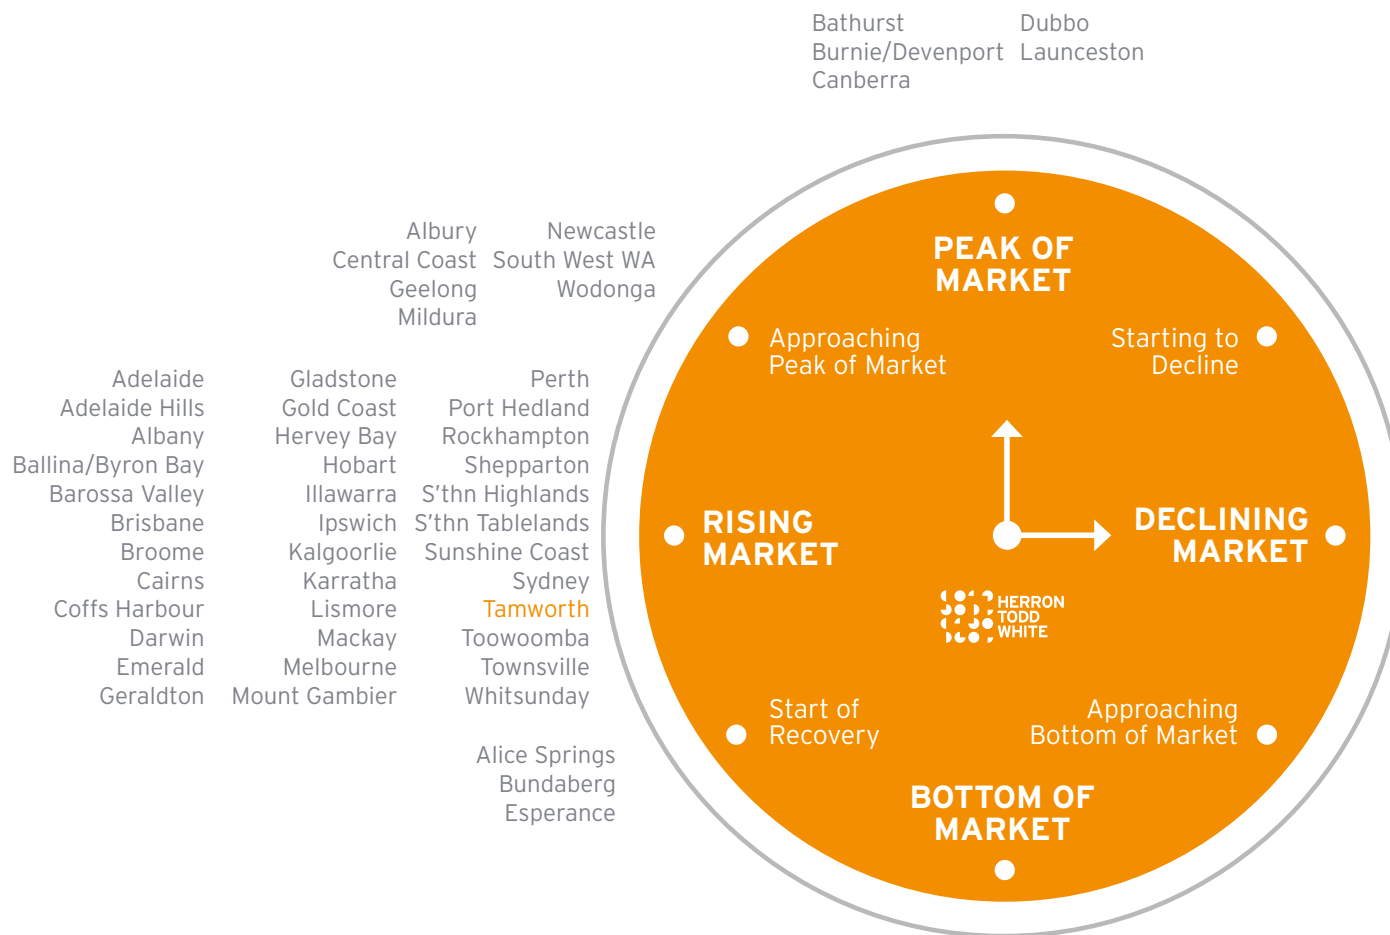 Bathurst Dubbo
Burnie/Devenport Launceston
Canberra
Albury Newcastle
Central Coast South West WA
Geelong Wodonga
Mildura
Adelaide Gladstone Perth
Adelaide Hills Gold Coast Port Hedland
Albany Hervey Bay Rockhampton
Ballina/Byron Bay Hobart Shepparton
Barossa Valley Illawarra S'thn Highlands
Brisbane Ipswich S'thn Tablelands
Broome Kalgoorlie Sunshine Coast
Cairns Karratha Sydney
Coffs Harbour Lismore Tamworth
Darwin Mackay Toowoomba
Emerald Melbourne Townsville
Geraldton Mount Gambier Whitsunday
Alice Springs
Bundaberg
Esperance
PEAK OF
MARKET
Approaching
Peak of Market
Starting to
Decline
RISING
MARKET
DECLINING
MARKET
HERRON
TODD
WHITE
Start of
Recovery
Approaching
Bottom of Market
BOTTOM OF
MARKET